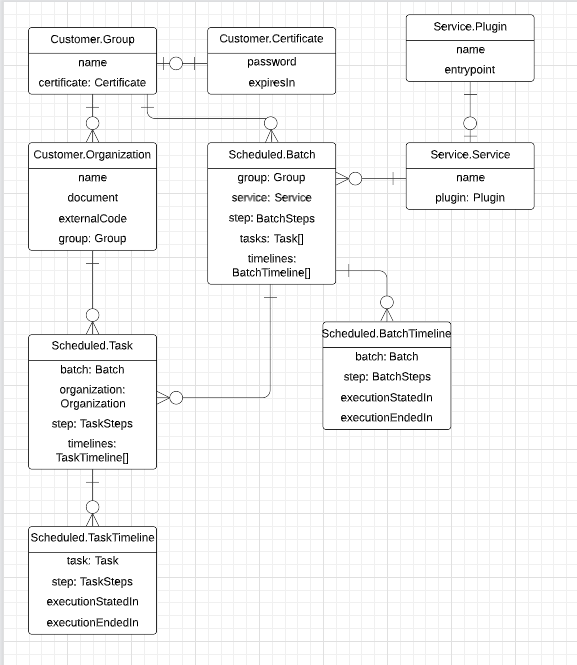 Customer.Group
name
certificate: Certificate
Customer.Certificate
password
expiresIn
Service.Plugin
name
entrypoint
Customer.Organization
name
document
externalCode
group: Group
Scheduled.Batch
group: Group
service: Service
step: BatchSteps
tasks: Task[]
timelines:
BatchTimeline[]
Service.Service
name
plugin: Plugin
Scheduled.Task
batch: Batch
organization:
Organization
step: TaskSteps
timelines:
TaskTimeline[]
Scheduled.BatchTimeline
batch: Batch
step: BatchSteps
executionStatedIn
executionEndedIn
Scheduled.TaskTimeline
task: Task
step: TaskSteps
executionStatedIn
executionEndedIn